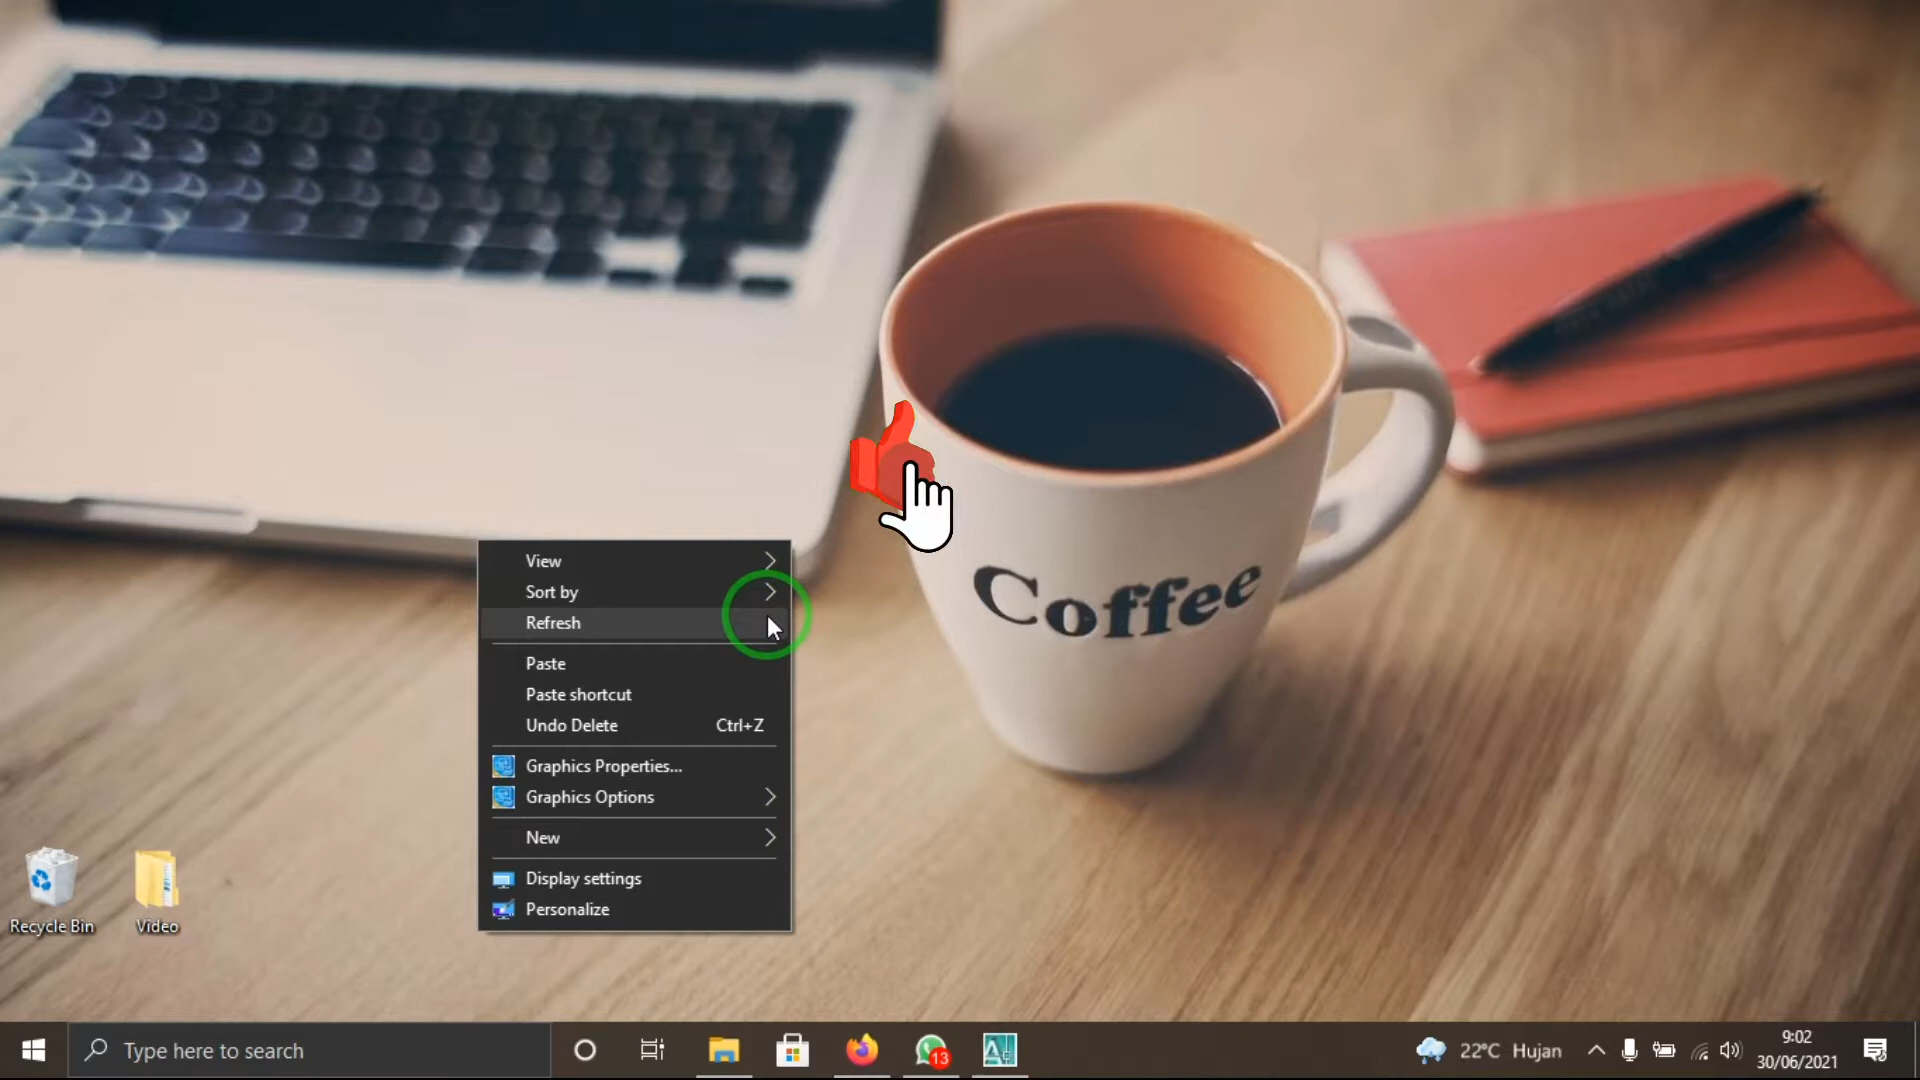 Coffee
View
Sort by
Refresh
Paste
Paste shortcut
Undo Delete Ctrl+Z
Graphics Properties...
Graphics Options
New
Display settings
Personalize
Recycle Bin
Video
Type here to search
13
22°C Hujan
9:02
30/06/2021